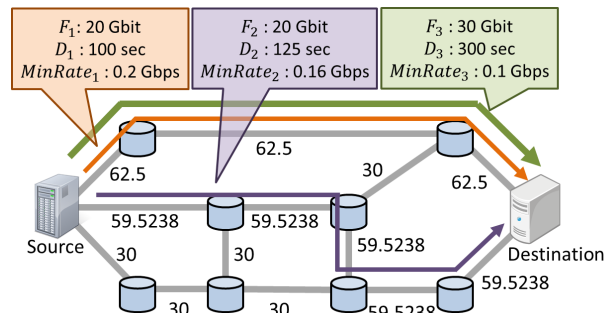 F₁: 20 Gbit
D₁: 100 sec
MinRate₁: 0.2 Gbps
F₂: 20 Gbit
D₂: 125 sec
MinRate₂: 0.16 Gbps
F₃: 30 Gbit
D₃: 300 sec
MinRate₃: 0.1 Gbps
62.5
62.5
30
62.5
59.5238
59.5238
Source
30
30
59.5238
Destination
59.5238
30
30
59.5238